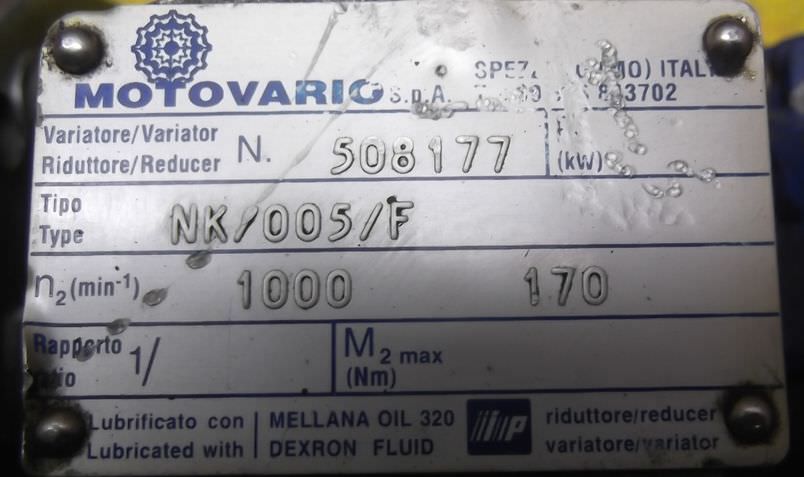 MOTOVARIO S.p.A.
ITALY
Variatore/Variator
Riduttore/Reducer N. 508177
(kW)
Tipo
Type NK/005/F
n2 (min-1) 1000 170
Rapporto 1/
M2 max
(Nm)
Lubrificato con MELLANA OIL 320 riduttore/reducer
Lubricated with DEXRON FLUID variatore/variator